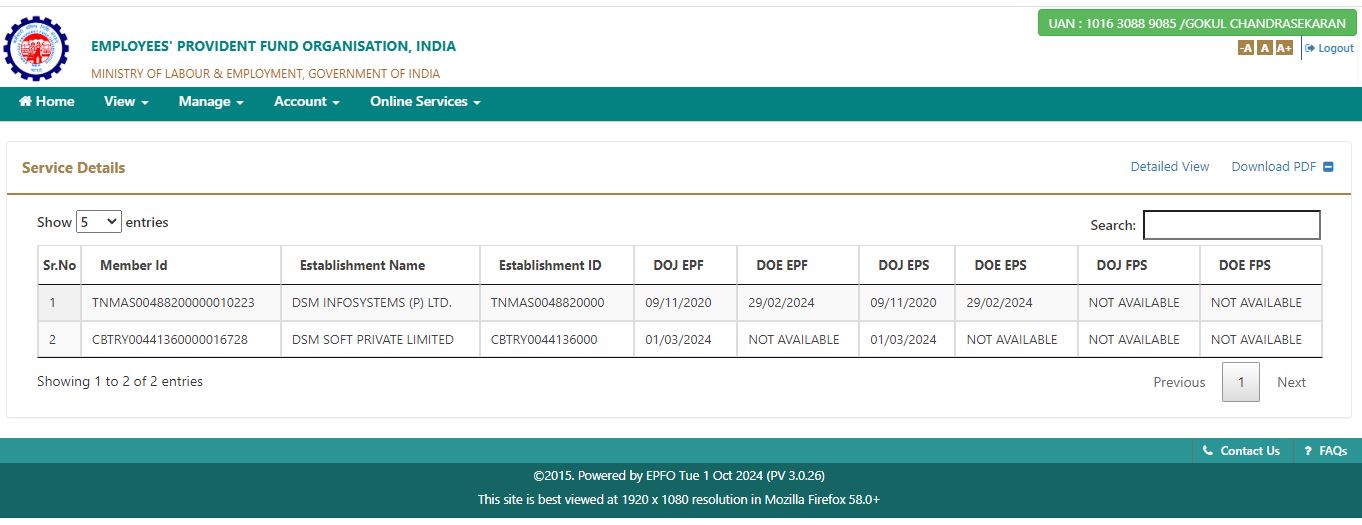 UAN : 1016 3088 9085 /GOKUL CHANDRASEKARAN
EMPLOYEES' PROVIDENT FUND ORGANISATION, INDIA
-A A A+ Logout
MINISTRY OF LABOUR & EMPLOYMENT, GOVERNMENT OF INDIA
Home View Manage Account Online Services
Service Details Detailed View Download PDF
Show 5 entries Search:
Sr.No Member Id Establishment Name Establishment ID DOJ EPF DOE EPF DOJ EPS DOE EPS DOJ FPS DOE FPS
1 TNMAS00488200000010223 DSM INFOSYSTEMS (P) LTD. TNMAS0048820000 09/11/2020 29/02/2024 09/11/2020 29/02/2024 NOT AVAILABLE NOT AVAILABLE
2 CBTRY00441360000016728 DSM SOFT PRIVATE LIMITED CBTRY0044136000 01/03/2024 NOT AVAILABLE 01/03/2024 NOT AVAILABLE NOT AVAILABLE NOT AVAILABLE
Showing 1 to 2 of 2 entries Previous 1 Next
Contact Us ? FAQs
©2015. Powered by EPFO Tue 1 Oct 2024 (PV 3.0.26)
This site is best viewed at 1920 x 1080 resolution in Mozilla Firefox 58.0+